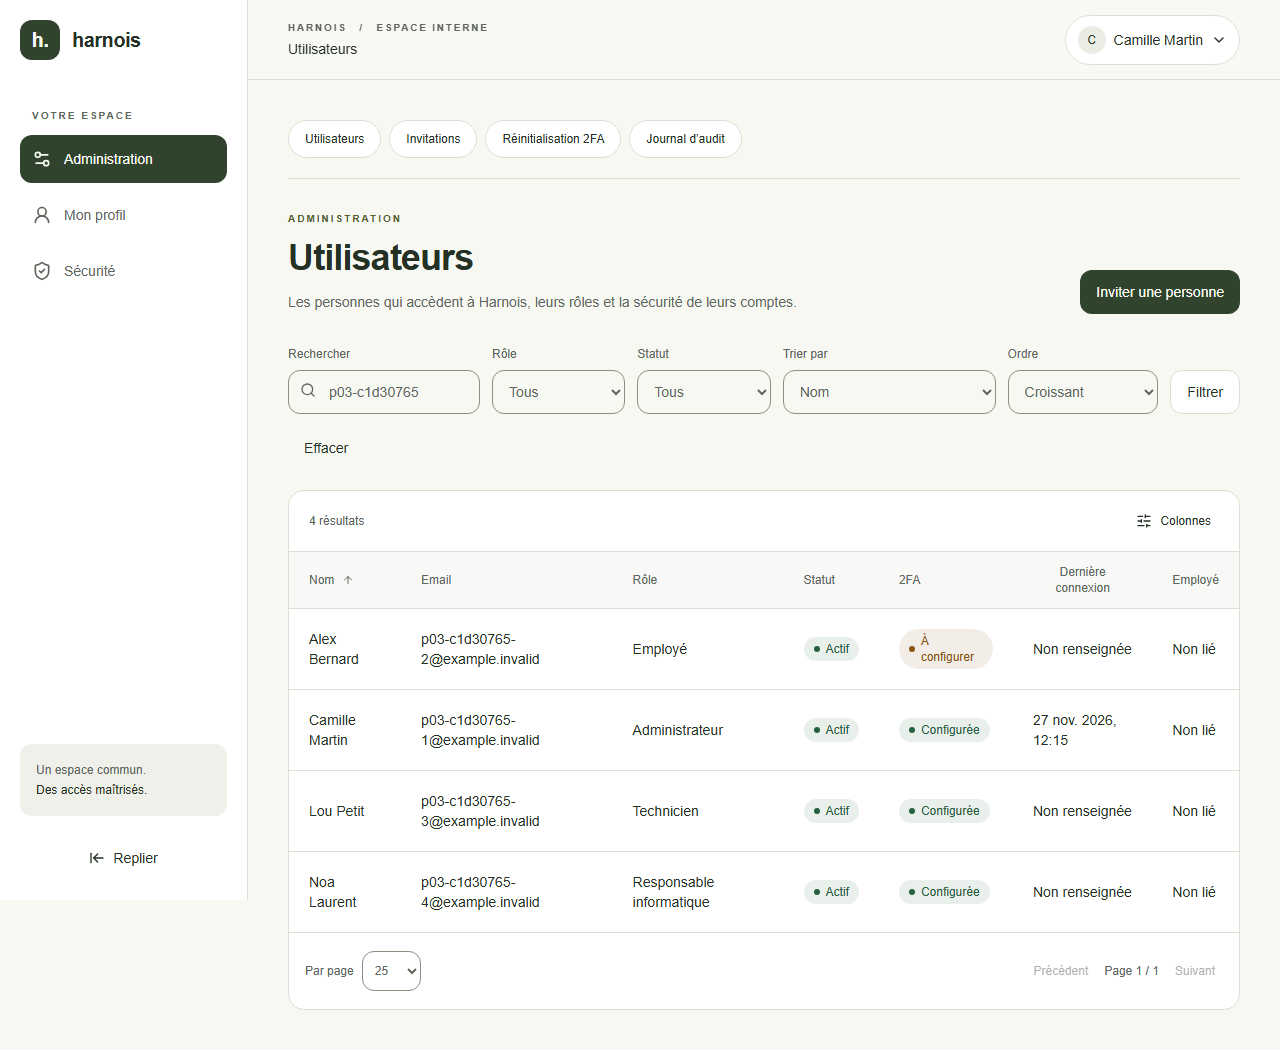 h. harnois
HARNOIS / ESPACE INTERNE
Utilisateurs
C Camille Martin
VOTRE ESPACE
Administration
Mon profil
Sécurité
Un espace commun.
Des accès maîtrisés.
Replier
Utilisateurs Invitations Réinitialisation 2FA Journal d'audit
ADMINISTRATION
Utilisateurs
Les personnes qui accèdent à Harnois, leurs rôles et la sécurité de leurs comptes.
Inviter une personne
Rechercher Rôle Statut Trier par Ordre
p03-c1d30765 Tous Tous Nom Croissant Filtrer
Effacer
4 résultats Colonnes
Nom Email Rôle Statut 2FA Dernière connexion Employé
Alex Bernard p03-c1d30765-2@example.invalid Employé Actif À configurer Non renseignée Non lié
Camille Martin p03-c1d30765-1@example.invalid Administrateur Actif Configurée 27 nov. 2026, 12:15 Non lié
Lou Petit p03-c1d30765-3@example.invalid Technicien Actif Configurée Non renseignée Non lié
Noa Laurent p03-c1d30765-4@example.invalid Responsable informatique Actif Configurée Non renseignée Non lié
Par page 25 Précédent Page 1 / 1 Suivant